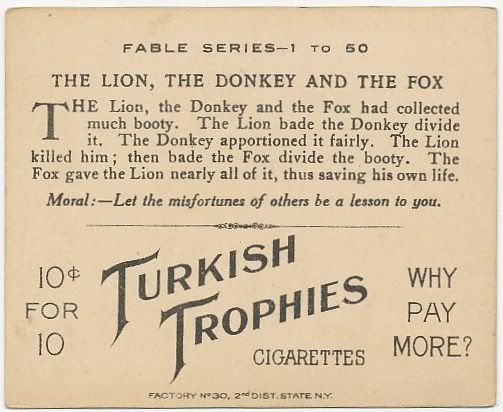 FABLE SERIES—1 TO 50
THE LION, THE DONKEY AND THE FOX
THE Lion, the Donkey and the Fox had collected
much booty. The Lion bade the Donkey divide
it. The Donkey apportioned it fairly. The Lion
killed him; then bade the Fox divide the booty. The
Fox gave the Lion nearly all of it, thus saving his own life.
Moral:—Let the misfortunes of others be a lesson to you.
10¢
FOR
10
TURKISH
TROPHIES
CIGARETTES
WHY
PAY
MORE?
FACTORY Nº 30, 2nd DIST. STATE N.Y.